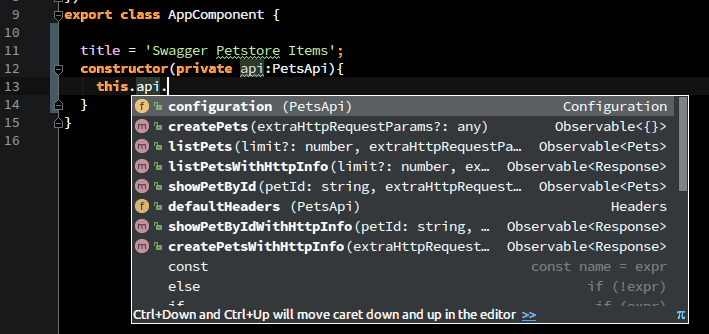 8 })
9 export class AppComponent {
10
11 title = 'Swagger Petstore Items';
12 constructor(private api:PetsApi){
13 this.api.
14 }
15 }
16
f configuration (PetsApi) Configuration
m createPets(extraHttpRequestParams?: any) Observable<{}>
m listPets(limit?: number, extraHttpRequestPa… Observable<Pets>
m listPetsWithHttpInfo(limit?: number, ex… Observable<Response>
m showPetById(petId: string, extraHttpRequest… Observable<Pets>
f defaultHeaders (PetsApi) Headers
m showPetByIdWithHttpInfo(petId: string, … Observable<Response>
m createPetsWithHttpInfo(extraHttpRequest… Observable<Response>
const const name = expr
else if (!expr)
if if (expr)
Ctrl+Down and Ctrl+Up will move caret down and up in the editor >> π